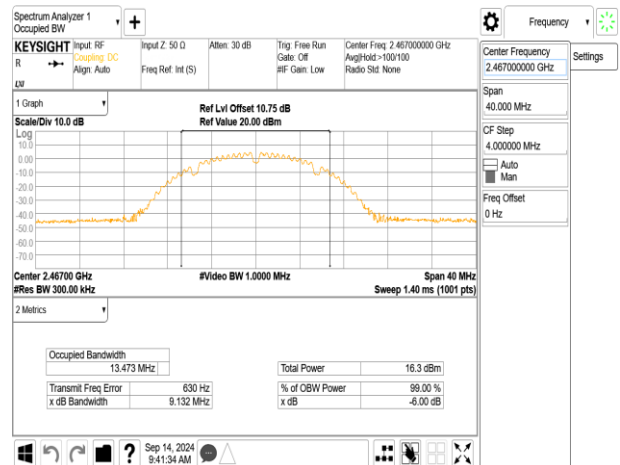 Spectrum Analyzer 1
Occupied BW
+
Frequency
KEYSIGHT
R
LXI
Input: RF
Coupling: DC
Align: Auto
Input Z: 50 Ω
Freq Ref: Int (S)
Atten: 30 dB
Trig: Free Run
Gate: Off
#IF Gain: Low
Center Freq: 2.467000000 GHz
Avg|Hold:>100/100
Radio Std: None
Center Frequency
2.467000000 GHz
Settings
Span
40.000 MHz
CF Step
4.000000 MHz
Auto
Man
Freq Offset
0 Hz
1 Graph
Scale/Div 10.0 dB
Ref Lvl Offset 10.75 dB
Ref Value 20.00 dBm
Log
10.0
0.00
-10.0
-20.0
-30.0
-40.0
-50.0
-60.0
-70.0
Center 2.46700 GHz
#Res BW 300.00 kHz
#Video BW 1.0000 MHz
Span 40 MHz
Sweep 1.40 ms (1001 pts)
2 Metrics
Occupied Bandwidth
13.473 MHz
Total Power 16.3 dBm
Transmit Freq Error 630 Hz
% of OBW Power 99.00 %
x dB Bandwidth 9.132 MHz
x dB -6.00 dB
?
Sep 14, 2024
9:41:34 AM